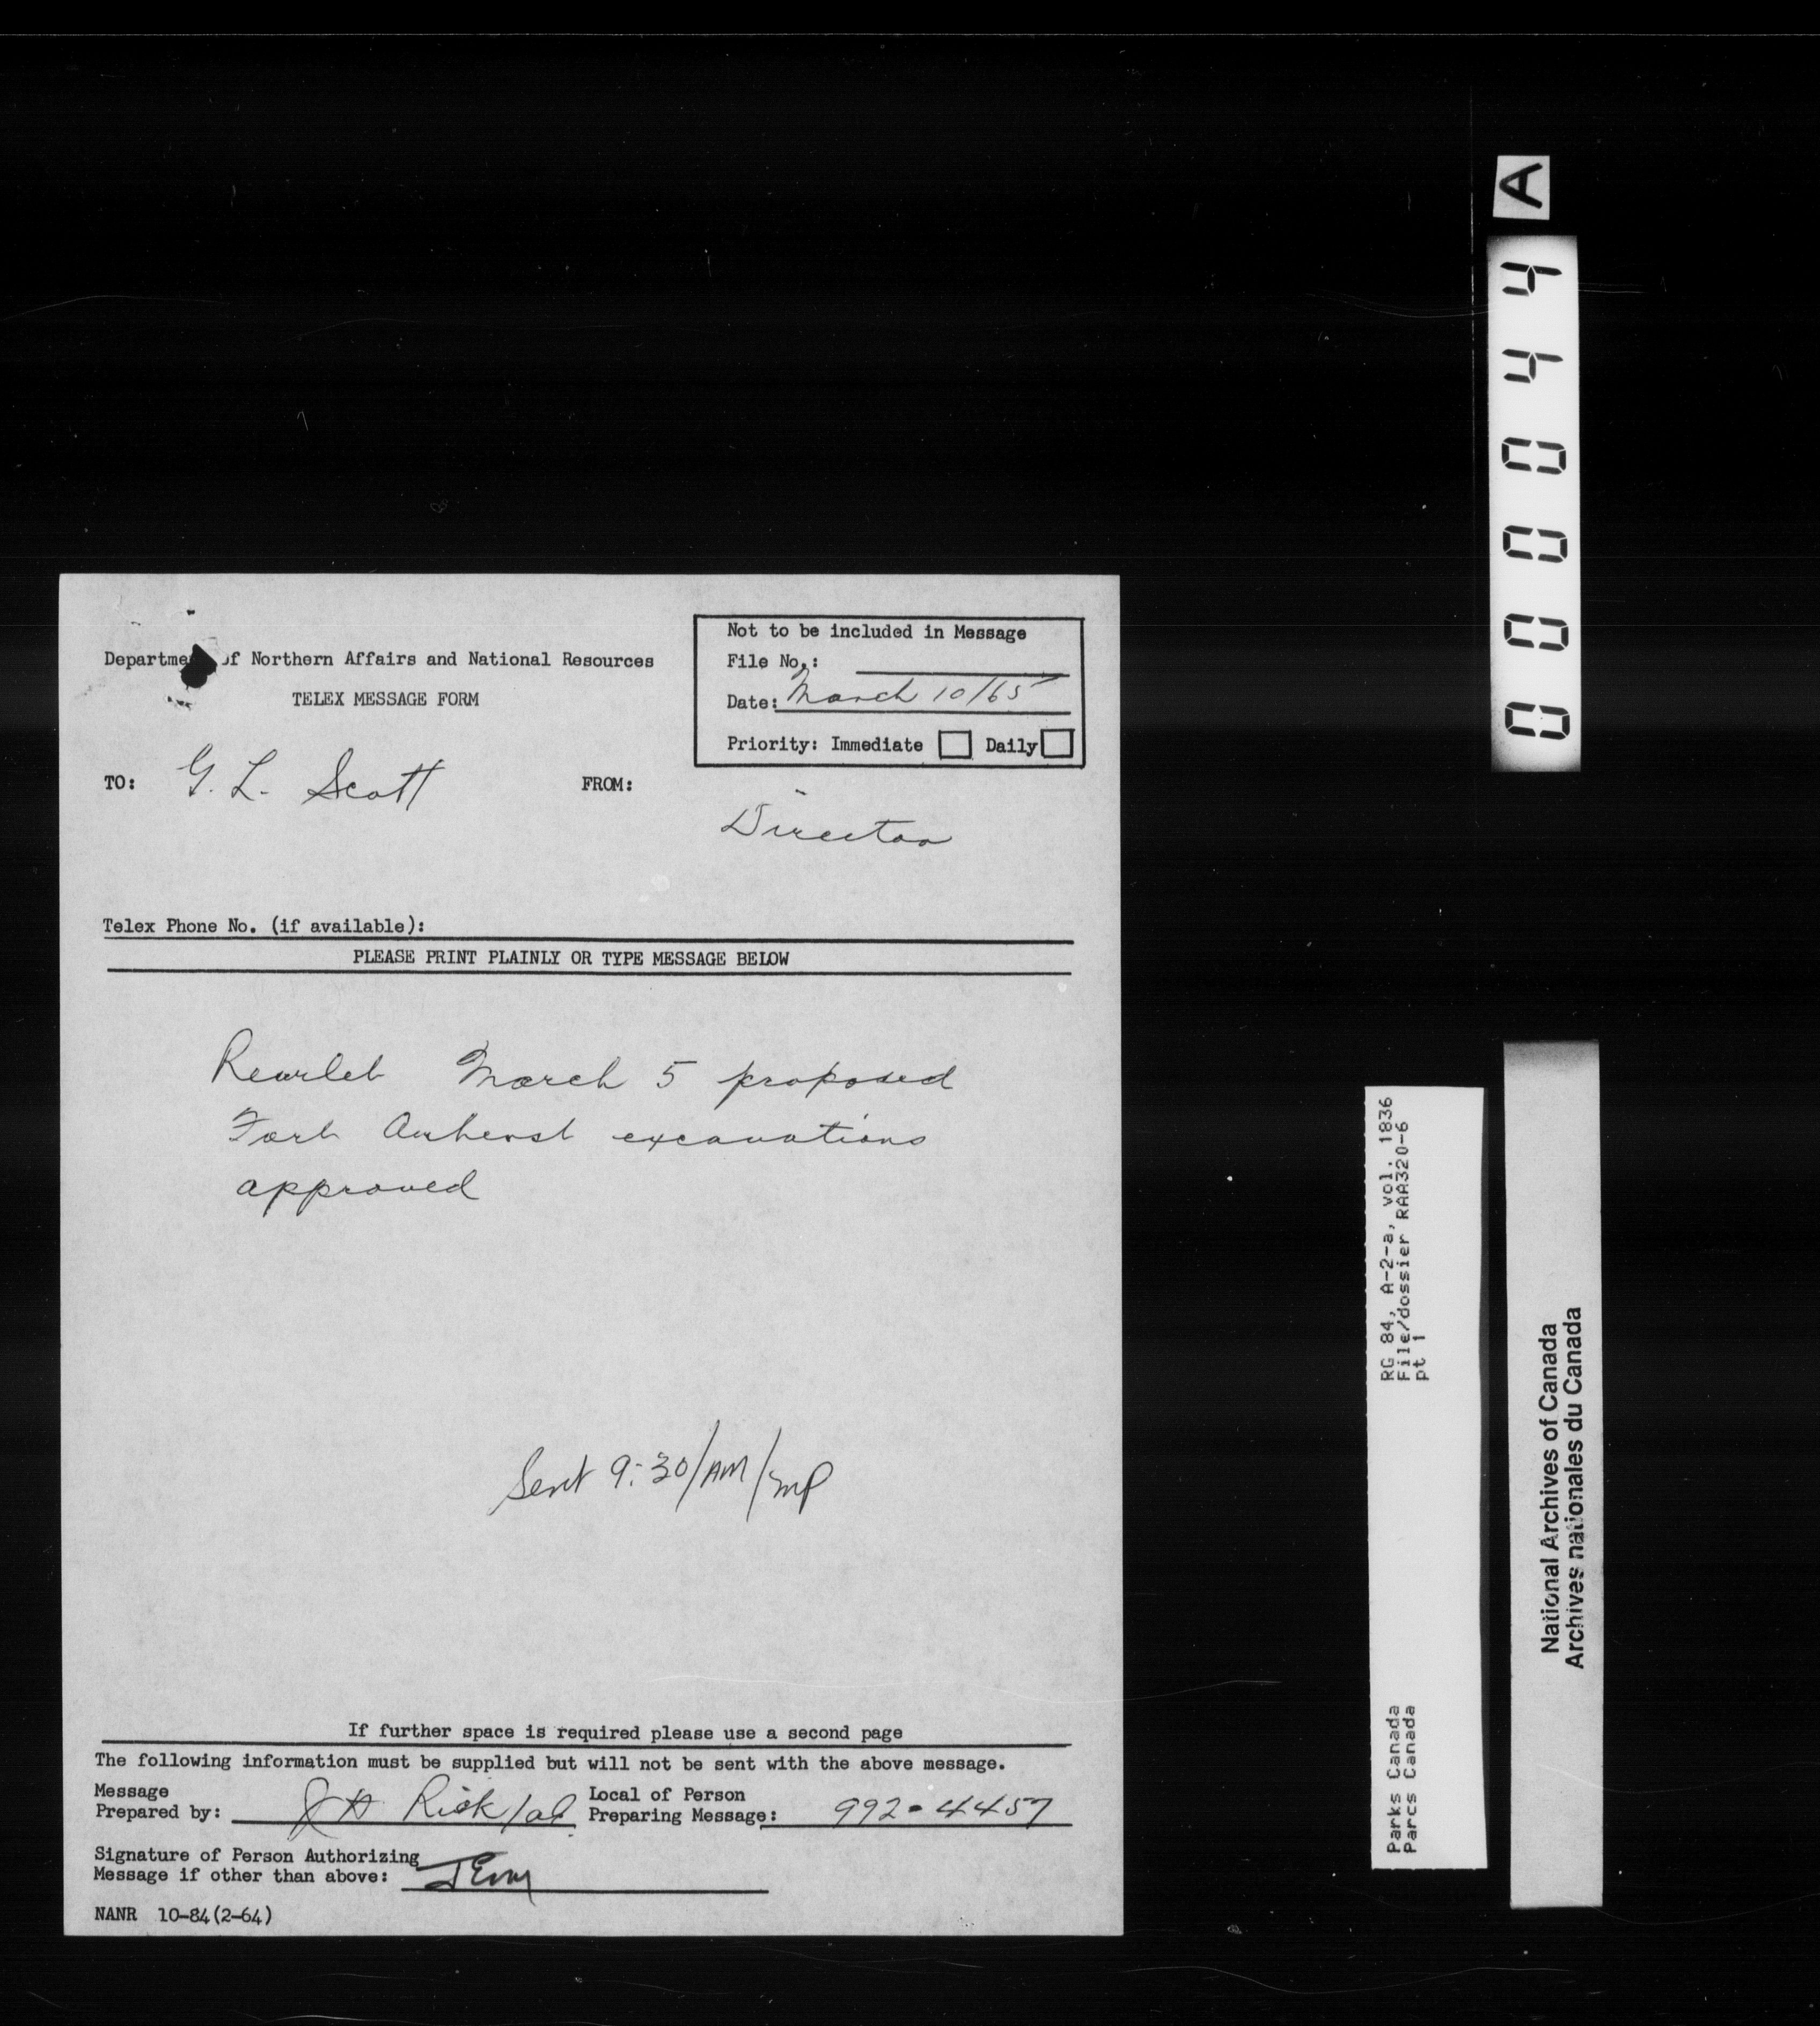 Not to be included in Message
Department of Northern Affairs and National Resources
File No.:
TELEX MESSAGE FORM
Date: March 10/65
Priority: Immediate Daily
TO: G. L. Scott FROM:
Director
Telex Phone No. (if available):
PLEASE PRINT PLAINLY OR TYPE MESSAGE BELOW
Reurlet March 5 proposed
Fort Amherst excavations
approved
Sent 9:30/AM/mp
If further space is required please use a second page
The following information must be supplied but will not be sent with the above message.
Message
Prepared by: J H Rick/al
Local of Person
Preparing Message: 992-4457
Signature of Person Authorizing
Message if other than above:
NANR 10-84(2-64)
A
000044
RG 84, A-2-a, vol. 1836
File/dossier RAA320-6
pt 1
Parks Canada
Parcs Canada
National Archives of Canada
Archives nationales du Canada